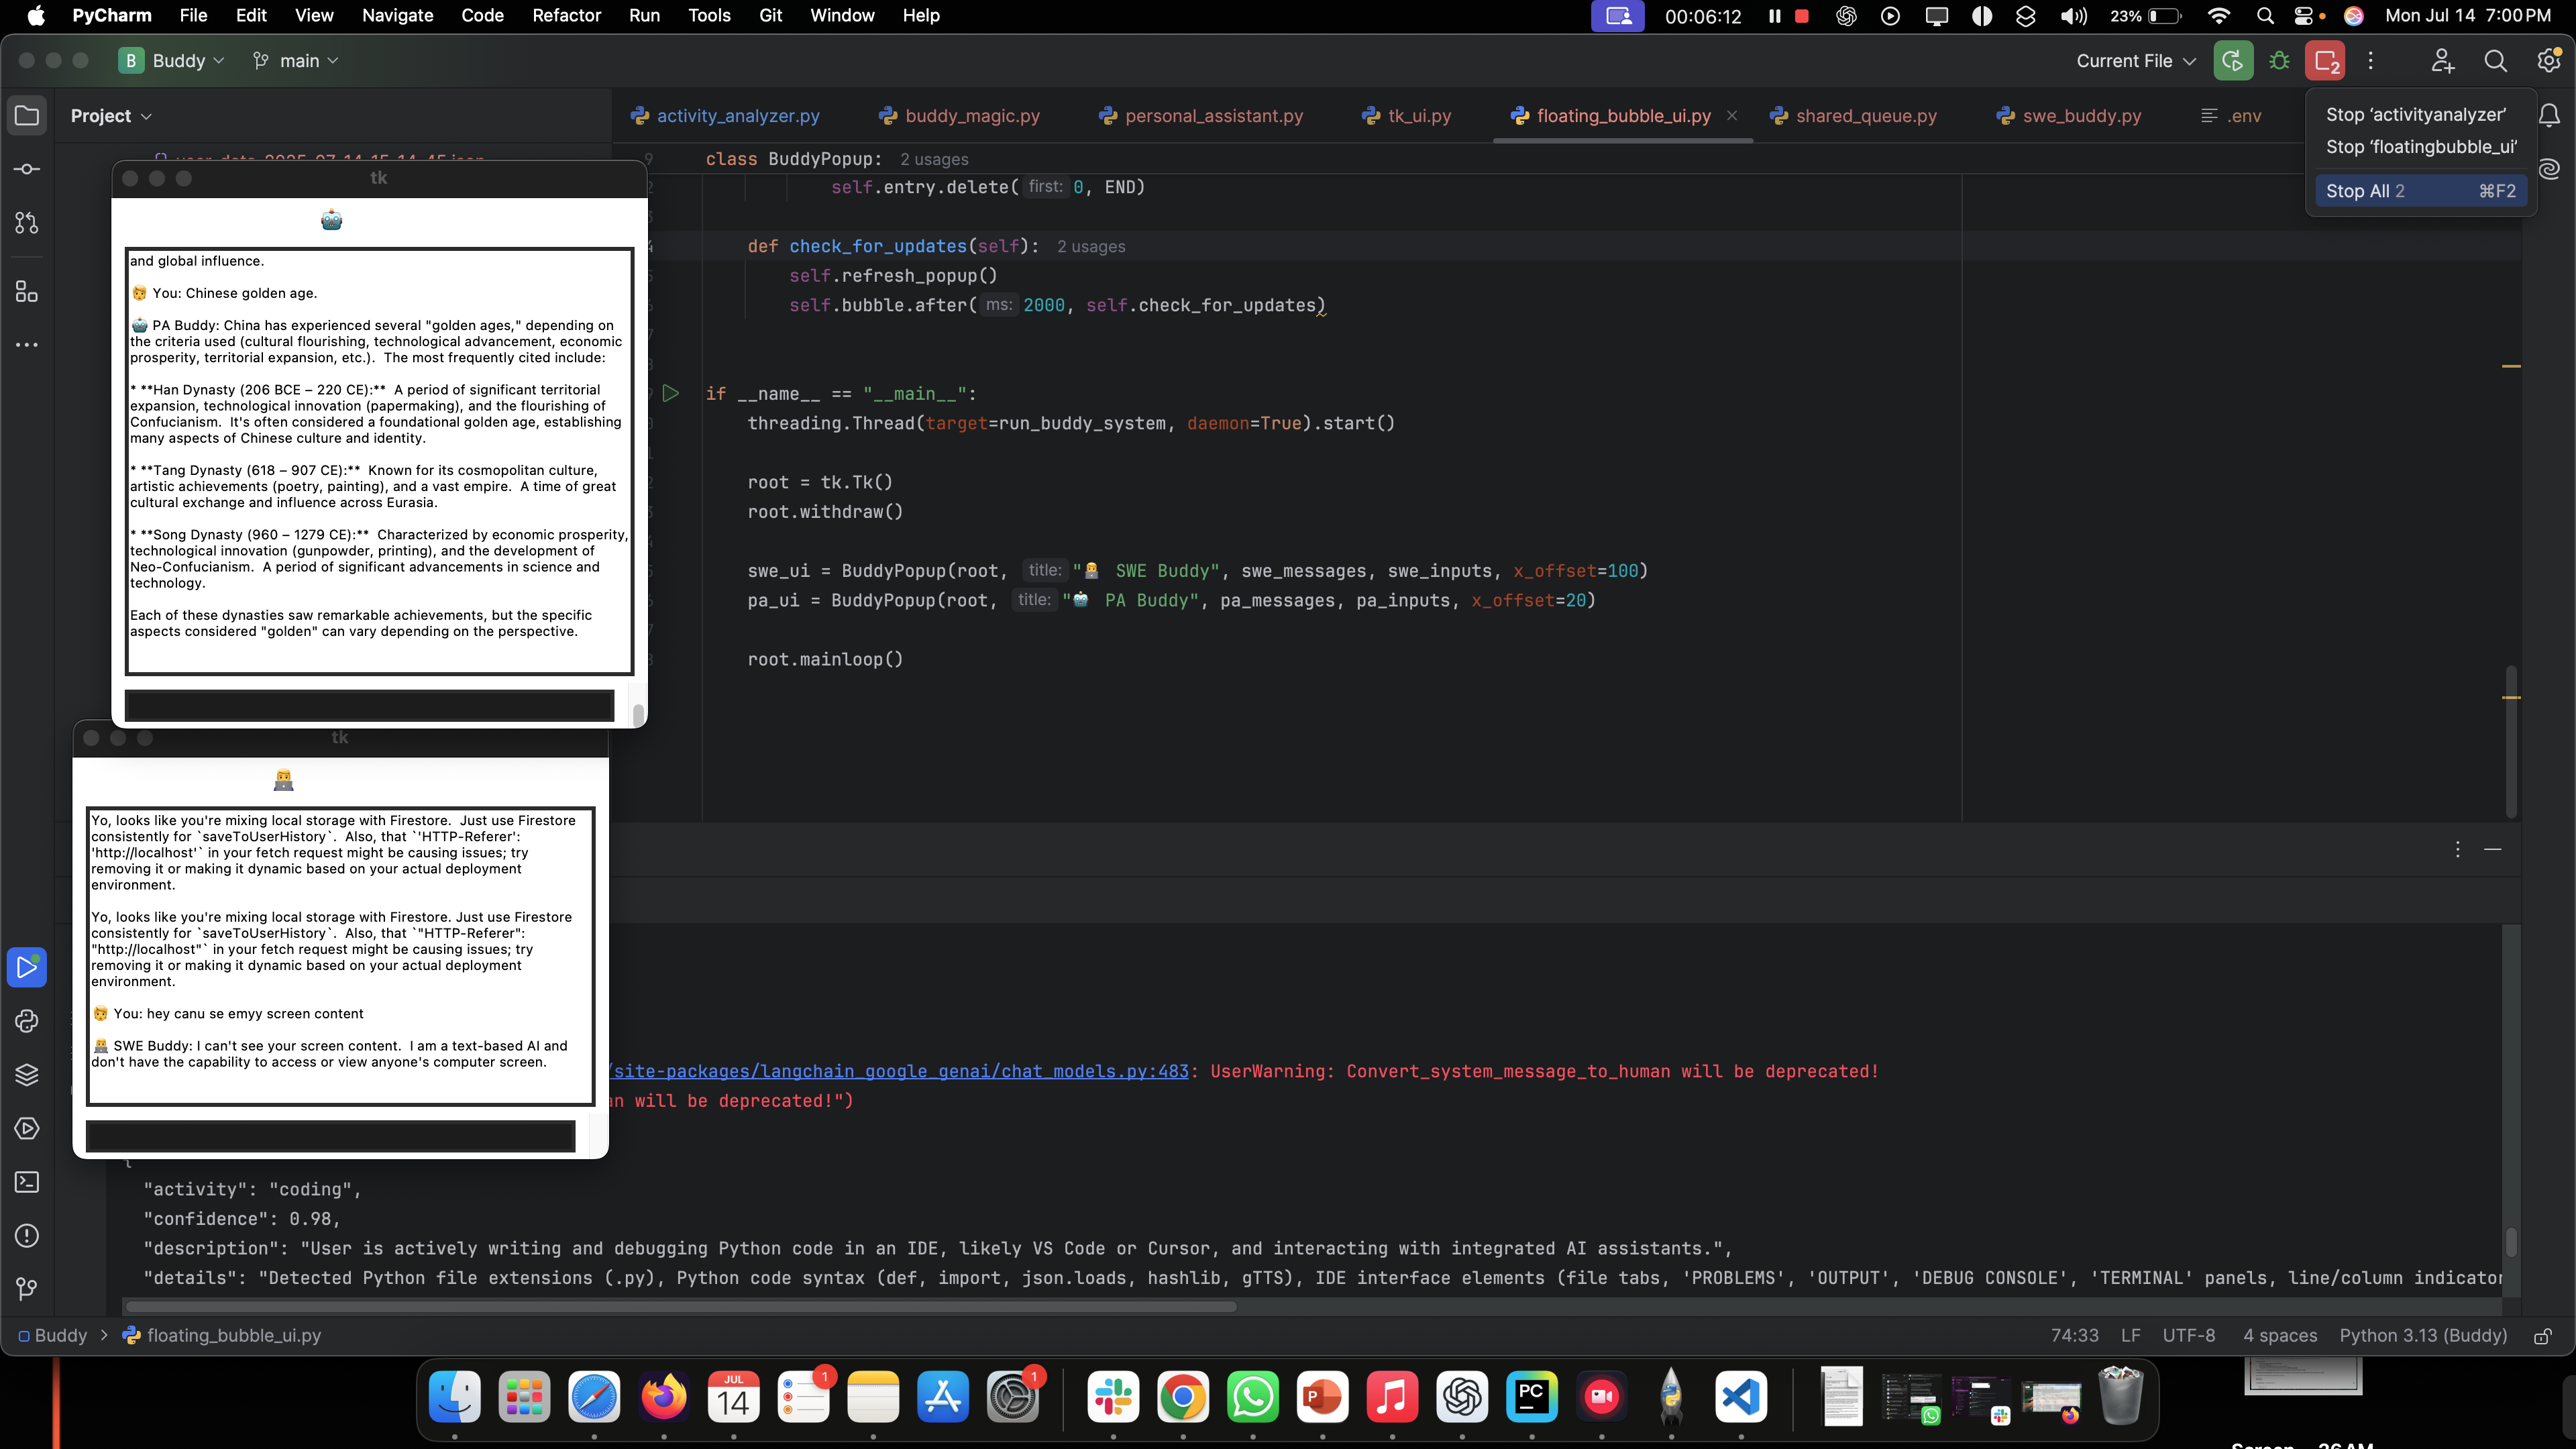 PyCharm File Edit View Navigate Code Refactor Run Tools Git Window Help
00:06:12 23% Mon Jul 14 7:00 PM
B Buddy main Current File 2
Project
activity_analyzer.py buddy_magic.py personal_assistant.py tk_ui.py floating_bubble_ui.py shared_queue.py swe_buddy.py .env
Stop ‘activityanalyzer’
Stop ‘floatingbubble_ui’
Stop All 2 ⌘F2
class BuddyPopup: 2 usages
self.entry.delete( first: 0, END)
def check_for_updates(self): 2 usages
self.refresh_popup()
self.bubble.after( ms: 2000, self.check_for_updates)
if __name__ == "__main__":
threading.Thread(target=run_buddy_system, daemon=True).start()
root = tk.Tk()
root.withdraw()
swe_ui = BuddyPopup(root, title: "👨‍💻 SWE Buddy", swe_messages, swe_inputs, x_offset=100)
pa_ui = BuddyPopup(root, title: "🤖 PA Buddy", pa_messages, pa_inputs, x_offset=20)
root.mainloop()
tk
and global influence.
🧑 You: Chinese golden age.
🤖 PA Buddy: China has experienced several "golden ages," depending on
the criteria used (cultural flourishing, technological advancement, economic
prosperity, territorial expansion, etc.). The most frequently cited include:
* **Han Dynasty (206 BCE – 220 CE):** A period of significant territorial
expansion, technological innovation (papermaking), and the flourishing of
Confucianism. It's often considered a foundational golden age, establishing
many aspects of Chinese culture and identity.
* **Tang Dynasty (618 – 907 CE):** Known for its cosmopolitan culture,
artistic achievements (poetry, painting), and a vast empire. A time of great
cultural exchange and influence across Eurasia.
* **Song Dynasty (960 – 1279 CE):** Characterized by economic prosperity,
technological innovation (gunpowder, printing), and the development of
Neo-Confucianism. A period of significant advancements in science and
technology.
Each of these dynasties saw remarkable achievements, but the specific
aspects considered "golden" can vary depending on the perspective.
tk
Yo, looks like you're mixing local storage with Firestore. Just use Firestore
consistently for `saveToUserHistory`. Also, that `'HTTP-Referer':
'http://localhost'` in your fetch request might be causing issues; try
removing it or making it dynamic based on your actual deployment
environment.
Yo, looks like you're mixing local storage with Firestore. Just use Firestore
consistently for `saveToUserHistory`. Also, that `"HTTP-Referer":
"http://localhost"` in your fetch request might be causing issues; try
removing it or making it dynamic based on your actual deployment
environment.
🧑 You: hey canu se emyy screen content
👨‍💻 SWE Buddy: I can't see your screen content. I am a text-based AI and
don't have the capability to access or view anyone's computer screen.
/site-packages/langchain_google_genai/chat_models.py:483: UserWarning: Convert_system_message_to_human will be deprecated!
an will be deprecated!")
{
"activity": "coding",
"confidence": 0.98,
"description": "User is actively writing and debugging Python code in an IDE, likely VS Code or Cursor, and interacting with integrated AI assistants.",
"details": "Detected Python file extensions (.py), Python code syntax (def, import, json.loads, hashlib, gTTS), IDE interface elements (file tabs, 'PROBLEMS', 'OUTPUT', 'DEBUG CONSOLE', 'TERMINAL' panels, line/column indicator
Buddy > floating_bubble_ui.py 74:33 LF UTF-8 4 spaces Python 3.13 (Buddy)
JUL
14
1
1
PC